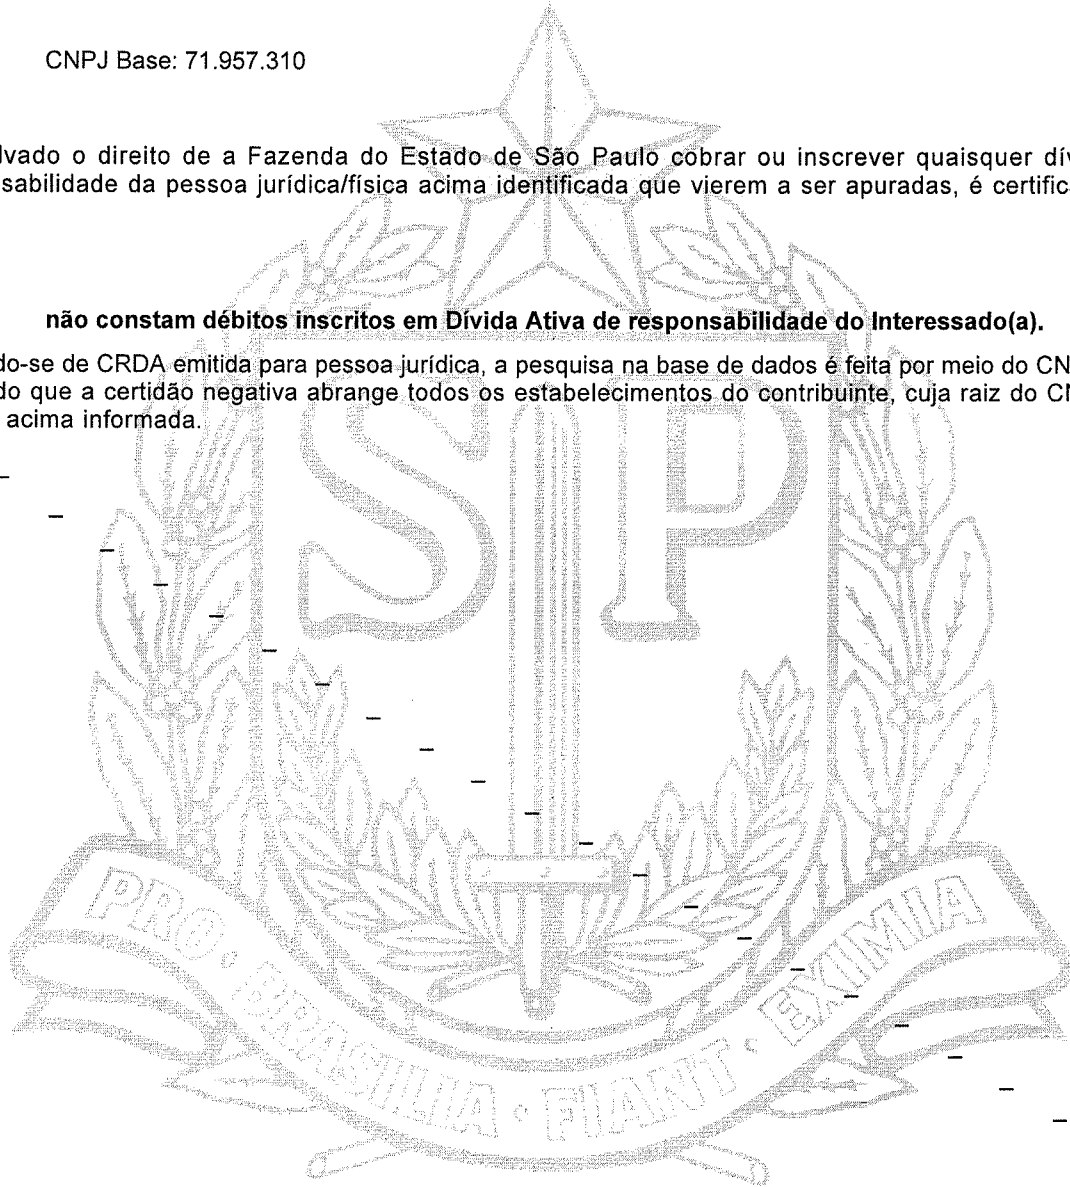 CNPJ Base: 71.957.310
lvado o direito de a Fazenda do Estado de São Paulo cobrar ou inscrever quaisquer dív
sabilidade da pessoa jurídica/física acima identificada que vierem a ser apuradas, é certific
não constam débitos inscritos em Dívida Ativa de responsabilidade do Interessado(a).
do-se de CRDA emitida para pessoa jurídica, a pesquisa na base de dados é feita por meio do CN
do que a certidão negativa abrange todos os estabelecimentos do contribuinte, cuja raiz do CN
acima informada.
SP
PRO · BRASILIA · FIANT · EXIMIA